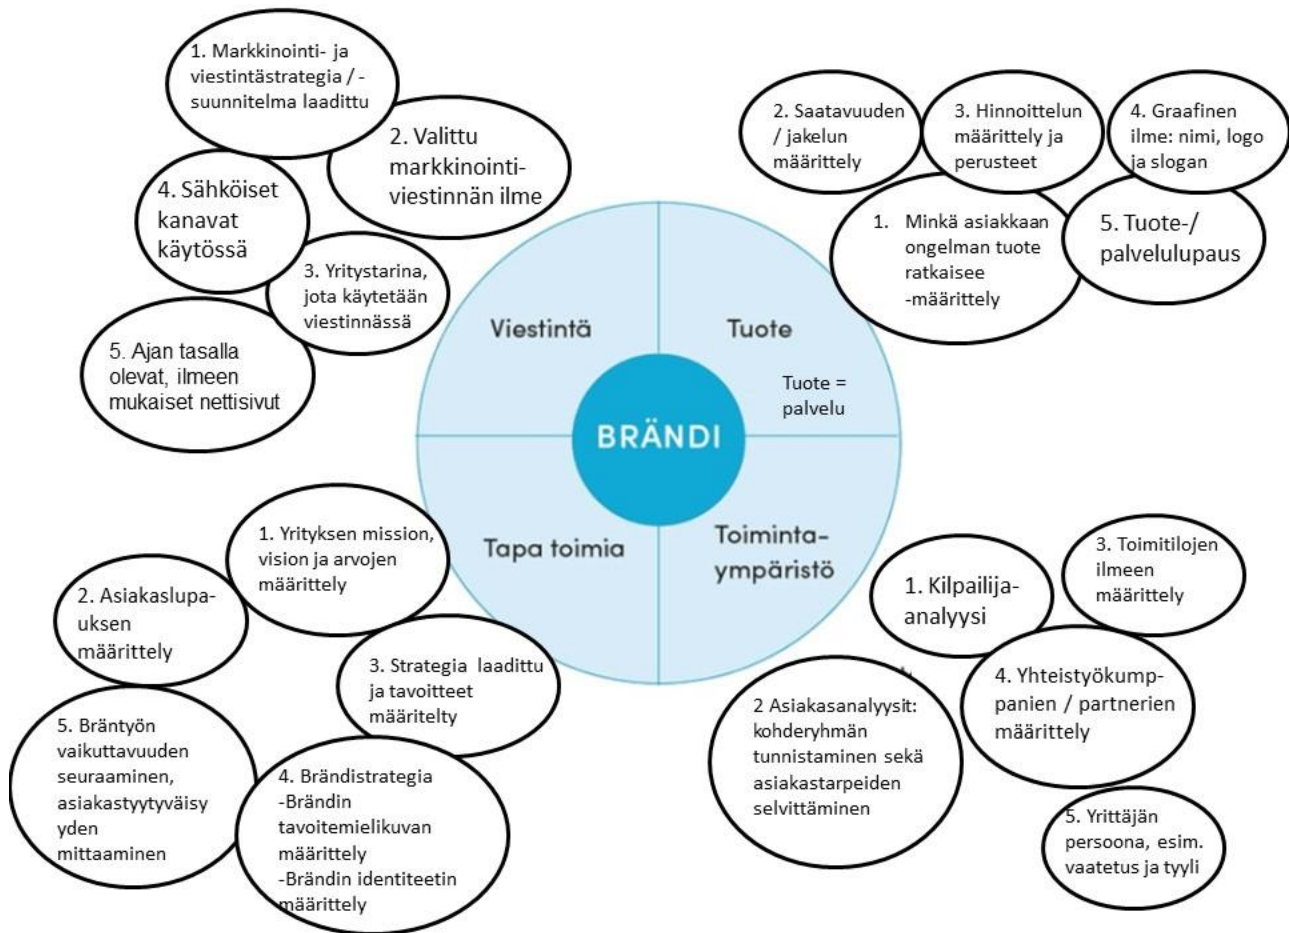 1. Markkinointi- ja
viestintästrategia / -
suunnitelma laadittu
2. Valittu
markkinointi-
viestinnän ilme
4. Sähköiset
kanavat
käytössä
3. Yritystarina,
jota käytetään
viestinnässä
5. Ajan tasalla
olevat, ilmeen
mukaiset nettisivut
2. Saatavuuden
/ jakelun
määrittely
3. Hinnoittelun
määrittely ja
perusteet
4. Graafinen
ilme: nimi, logo
ja slogan
1. Minkä asiakkaan
ongelman tuote
ratkaisee
-määrittely
5. Tuote-/
palvelulupaus
Viestintä
Tuote
Tuote =
palvelu
BRÄNDI
Tapa toimia
Toiminta-
ympäristö
1. Yrityksen mission,
vision ja arvojen
määrittely
2. Asiakaslupa-
uksen
määrittely
3. Strategia laadittu
ja tavoitteet
määritelty
5. Bräntyön
vaikuttavuuden
seuraaminen,
asiakastyytyväisy
yden
mittaaminen
4. Brändistrategia
-Brändin
tavoitemielikuvan
määrittely
-Brändin identiteetin
määrittely
1. Kilpailija-
analyysi
3. Toimitilojen
ilmeen
määrittely
2 Asiakasanalyysit:
kohderyhmän
tunnistaminen sekä
asiakastarpeiden
selvittäminen
4. Yhteistyökump-
panien / partnerien
määrittely
5. Yrittäjän
persoona, esim.
vaatetus ja tyyli